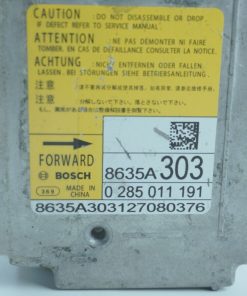 CAUTION : DO NOT DISASSEMBLE OR DROP
IF DEFECT REFER TO SERVICE MANUAL.
ATTENTION : NE PAS DEMONTER NI FAIRE
TOMBER. EN CAS DE DEFAILLANCE CONSULTER LA NOTICE.
ACHTUNG : NICHT ENTFERNEN ODER FALLEN
LASSEN. BEI STÖRUNGEN SIEHE BETRIEBSANLEITUNG.
注意
注意
FORWARD
8635A303
BOSCH
369
MADE IN
CHINA
0 285 011 191
8635A303127080376